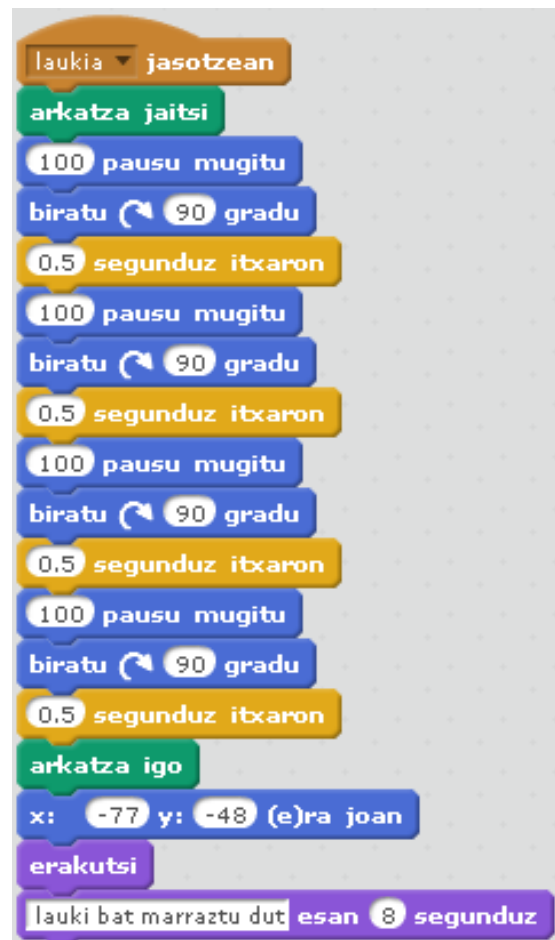 laukia jasotzean
arkatza jaitsi
100 pausu mugitu
biratu 90 gradu
0.5 segunduz itxaron
100 pausu mugitu
biratu 90 gradu
0.5 segunduz itxaron
100 pausu mugitu
biratu 90 gradu
0.5 segunduz itxaron
100 pausu mugitu
biratu 90 gradu
0.5 segunduz itxaron
arkatza igo
x: -77 y: -48 (e)ra joan
erakutsi
lauki bat marraztu dut esan 8 segunduz